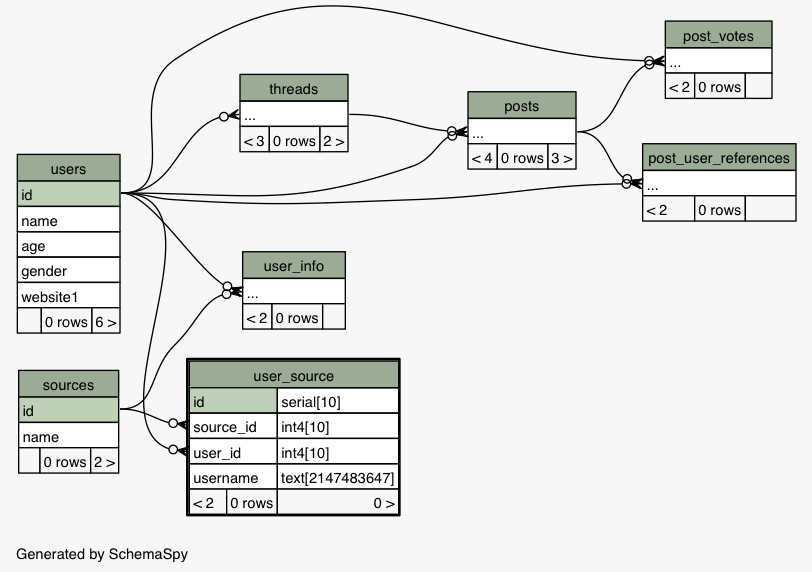 post_votes
...
< 2 0 rows
threads
...
< 3 0 rows 2 >
posts
...
< 4 0 rows 3 >
post_user_references
...
< 2 0 rows
users
id
name
age
gender
website1
0 rows 6 >
user_info
...
< 2 0 rows
sources
id
name
0 rows 2 >
user_source
id serial[10]
source_id int4[10]
user_id int4[10]
username text[2147483647]
< 2 0 rows 0 >
Generated by SchemaSpy